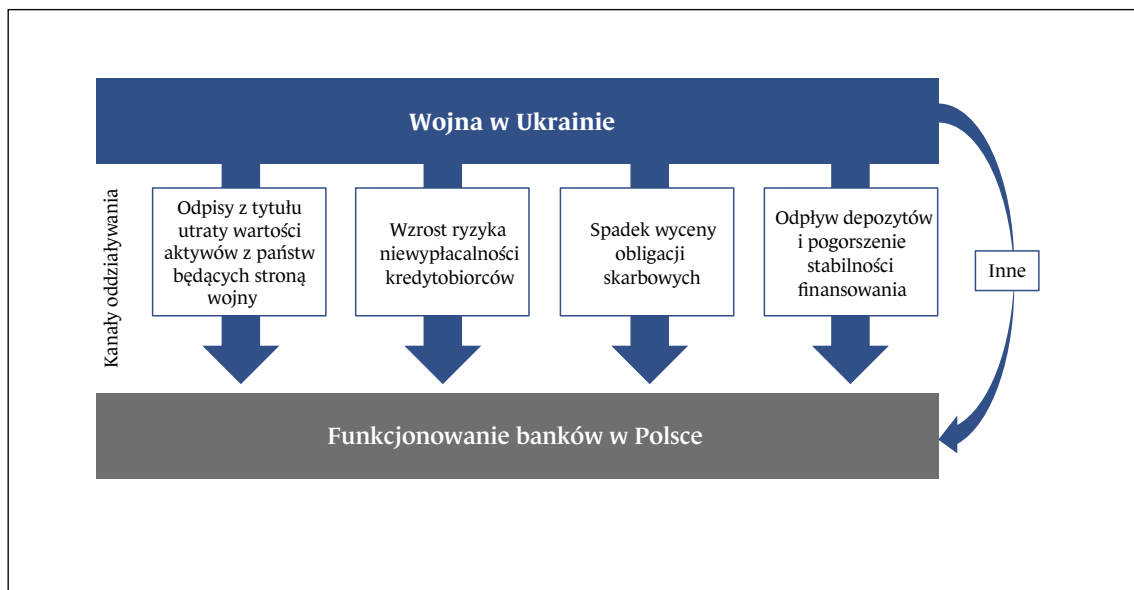 Wojna w Ukrainie
Kanały oddziaływania
Odpisy z tytułu
utraty wartości
aktywów z państw
będących stroną
wojny
Wzrost ryzyka
niewypłacalności
kredytobiorców
Spadek wyceny
obligacji
skarbowych
Odpływ depozytów
i pogorszenie
stabilności
finansowania
Inne
Funkcjonowanie banków w Polsce